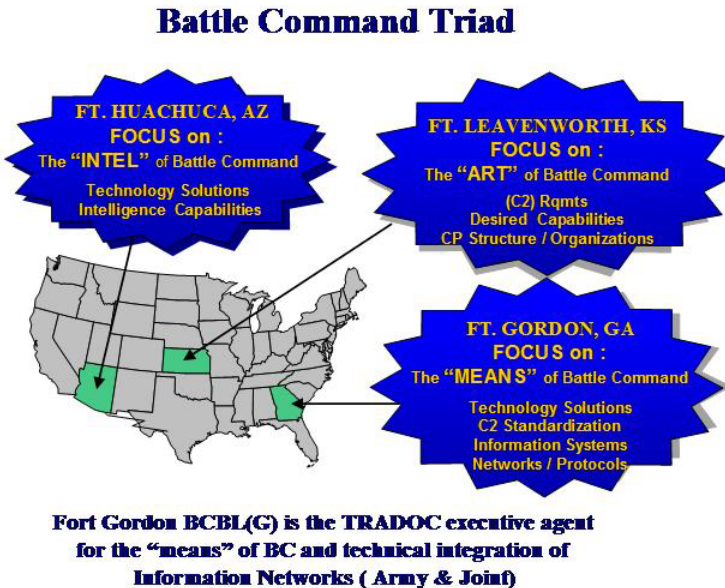 Battle Command Triad
FT. HUACHUCA, AZ
FOCUS on :
The “INTEL” of Battle Command
Technology Solutions
Intelligence Capabilities
FT. LEAVENWORTH, KS
FOCUS on :
The “ART” of Battle Command
(C2) Rqmts
Desired Capabilities
CP Structure / Organizations
FT. GORDON, GA
FOCUS on :
The “MEANS” of Battle Command
Technology Solutions
C2 Standardization
Information Systems
Networks / Protocols
Fort Gordon BCBL(G) is the TRADOC executive agent
for the “means” of BC and technical integration of
Information Networks ( Army & Joint)